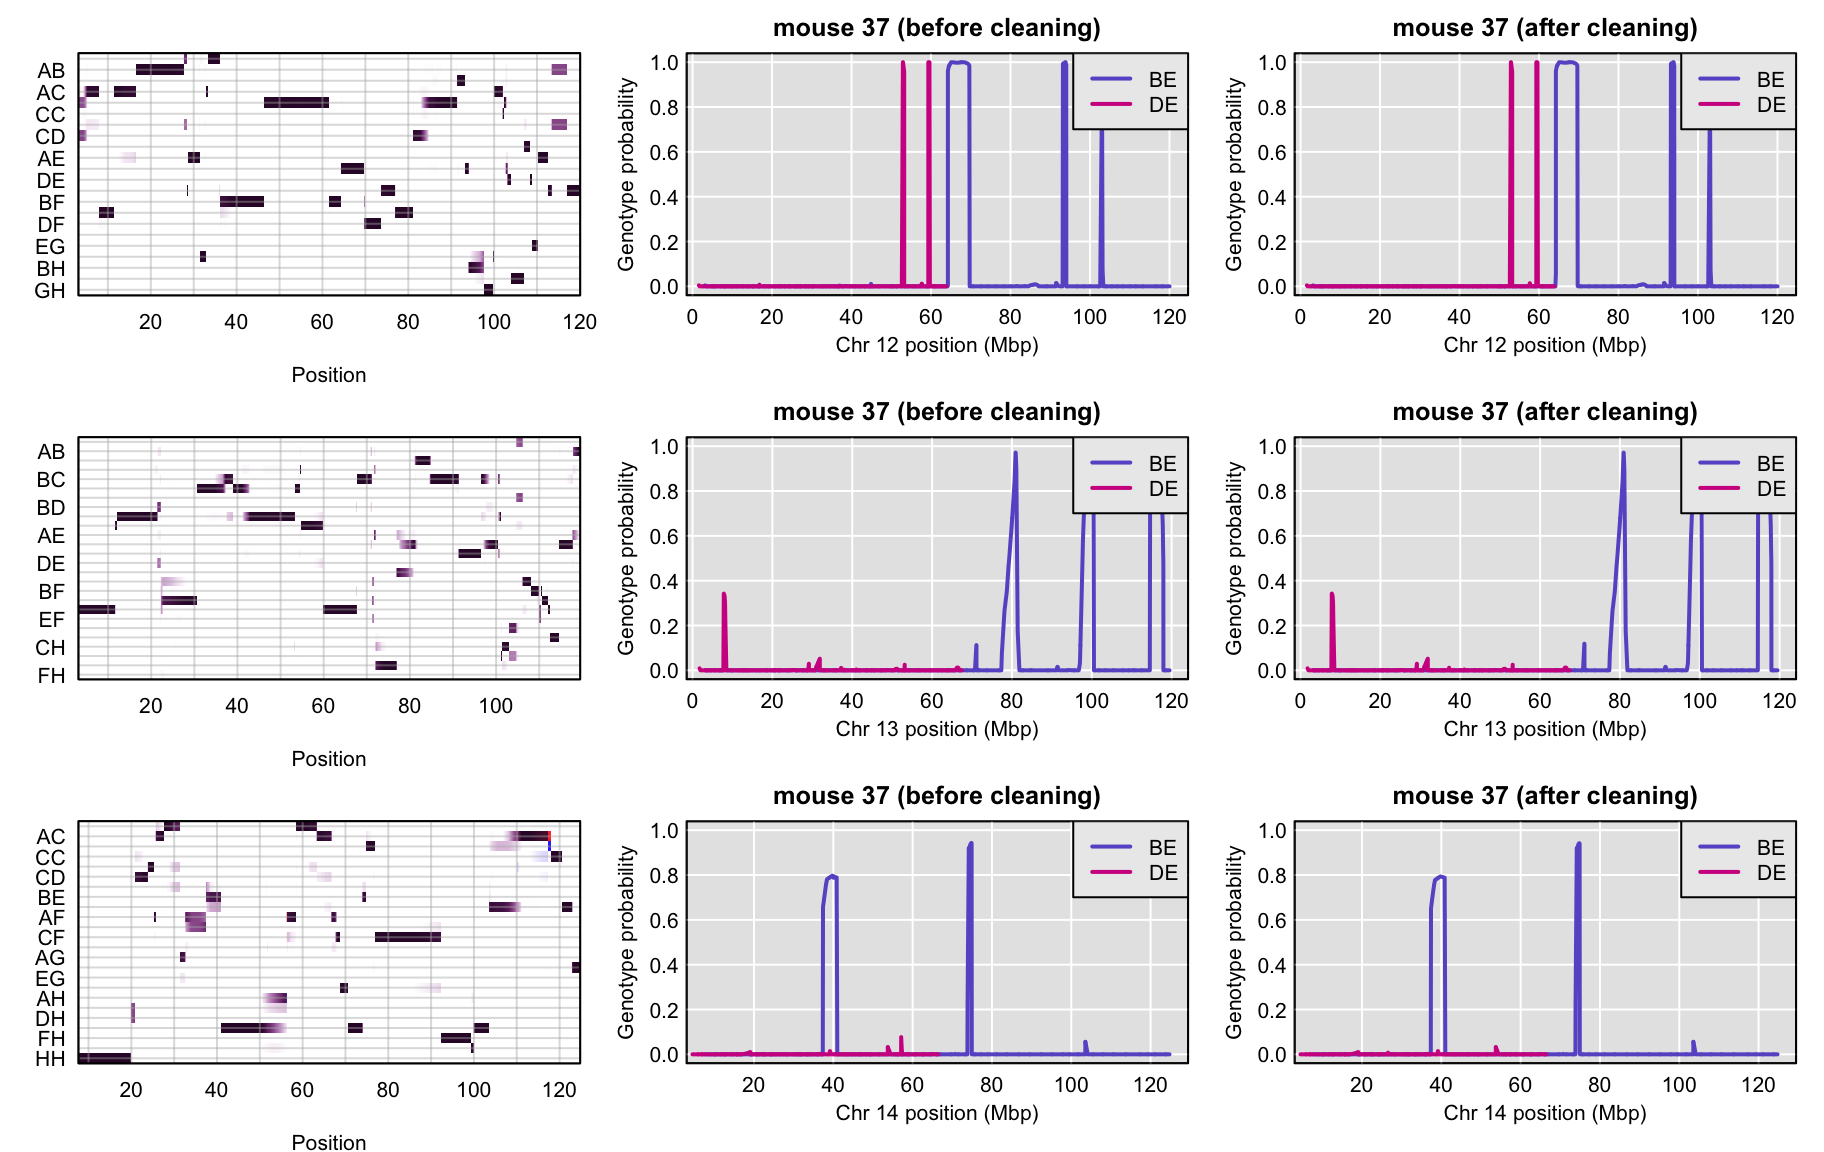 mouse 37 (before cleaning)
mouse 37 (after cleaning)
AB
AC
CC
CD
AE
DE
BF
DF
EG
BH
GH
20 40 60 80 100 120
Position
Genotype probability
1.0
0.8
0.6
0.4
0.2
0.0
BE
DE
0 20 40 60 80 100 120
Chr 12 position (Mbp)
Genotype probability
1.0
0.8
0.6
0.4
0.2
0.0
BE
DE
0 20 40 60 80 100 120
Chr 12 position (Mbp)
mouse 37 (before cleaning)
mouse 37 (after cleaning)
AB
BC
BD
AE
DE
BF
EF
CH
FH
20 40 60 80 100
Position
Genotype probability
1.0
0.8
0.6
0.4
0.2
0.0
BE
DE
0 20 40 60 80 100 120
Chr 13 position (Mbp)
Genotype probability
1.0
0.8
0.6
0.4
0.2
0.0
BE
DE
0 20 40 60 80 100 120
Chr 13 position (Mbp)
mouse 37 (before cleaning)
mouse 37 (after cleaning)
AC
CC
CD
BE
AF
CF
AG
EG
AH
DH
FH
HH
20 40 60 80 100 120
Position
Genotype probability
1.0
0.8
0.6
0.4
0.2
0.0
BE
DE
20 40 60 80 100 120
Chr 14 position (Mbp)
Genotype probability
1.0
0.8
0.6
0.4
0.2
0.0
BE
DE
20 40 60 80 100 120
Chr 14 position (Mbp)